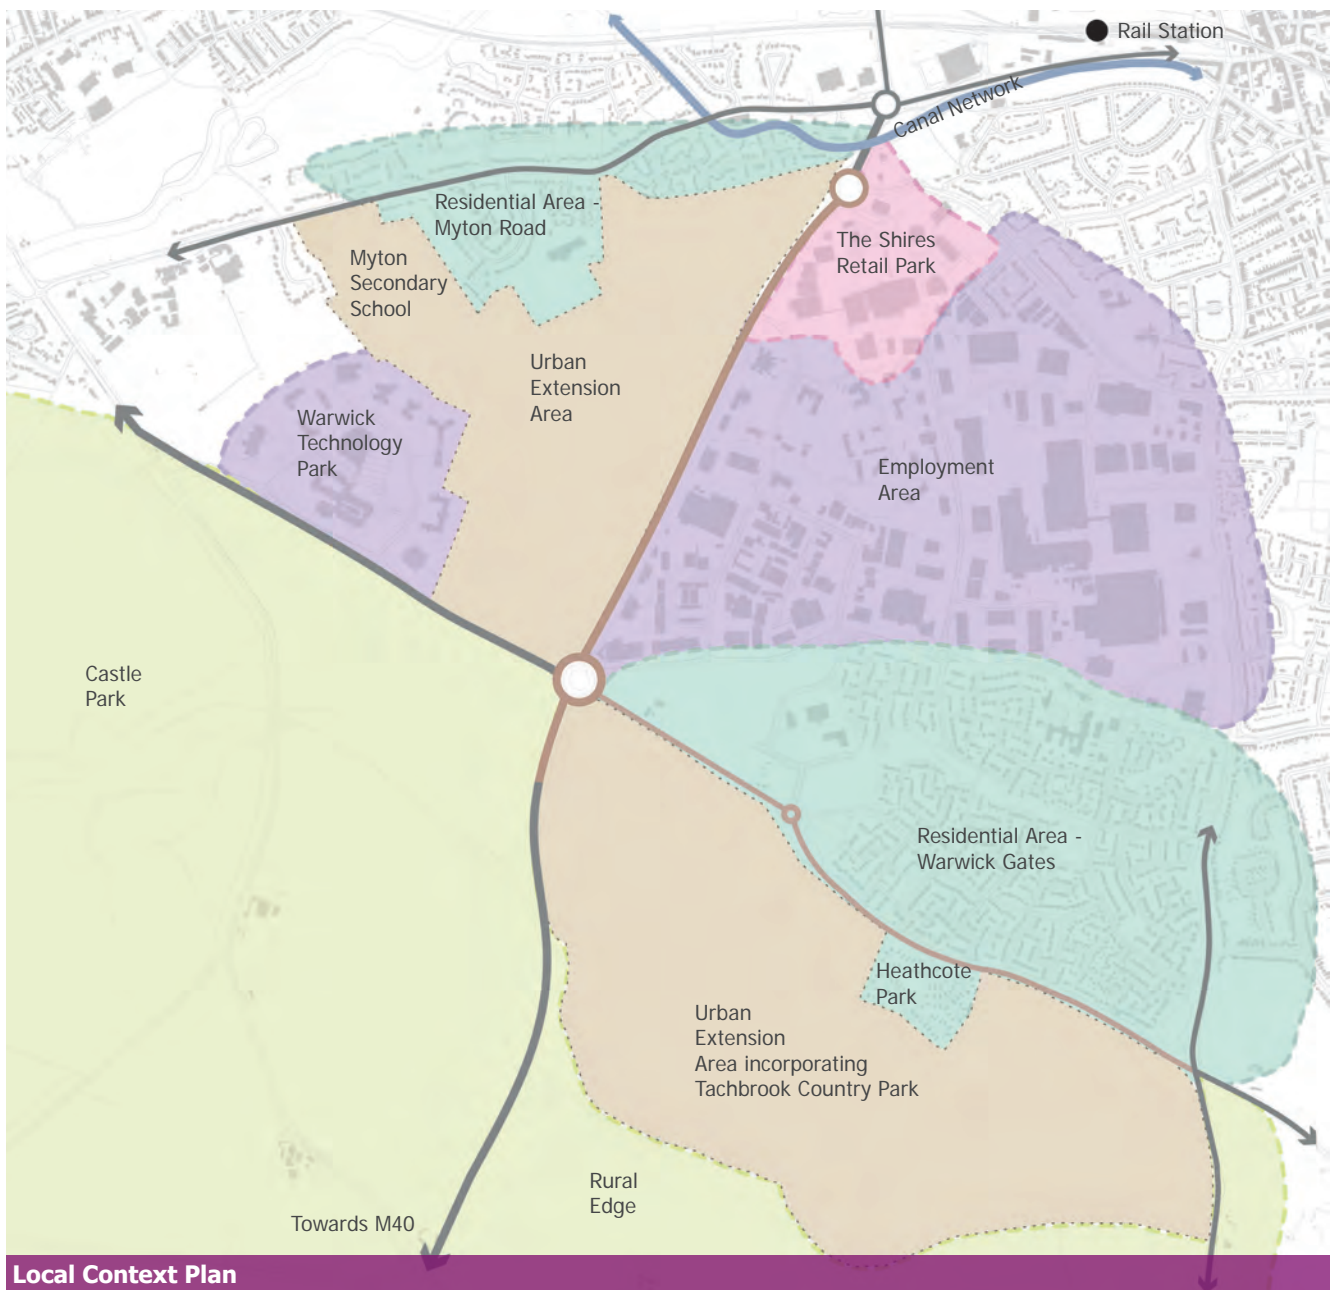 Rail Station
Canal Network
Residential Area -
Myton Road
The Shires
Retail Park
Myton
Secondary
School
Urban
Extension
Area
Warwick
Technology
Park
Employment
Area
Castle
Park
Residential Area -
Warwick Gates
Heathcote
Park
Urban
Extension
Area incorporating
Tachbrook Country Park
Rural
Edge
Towards M40
Local Context Plan